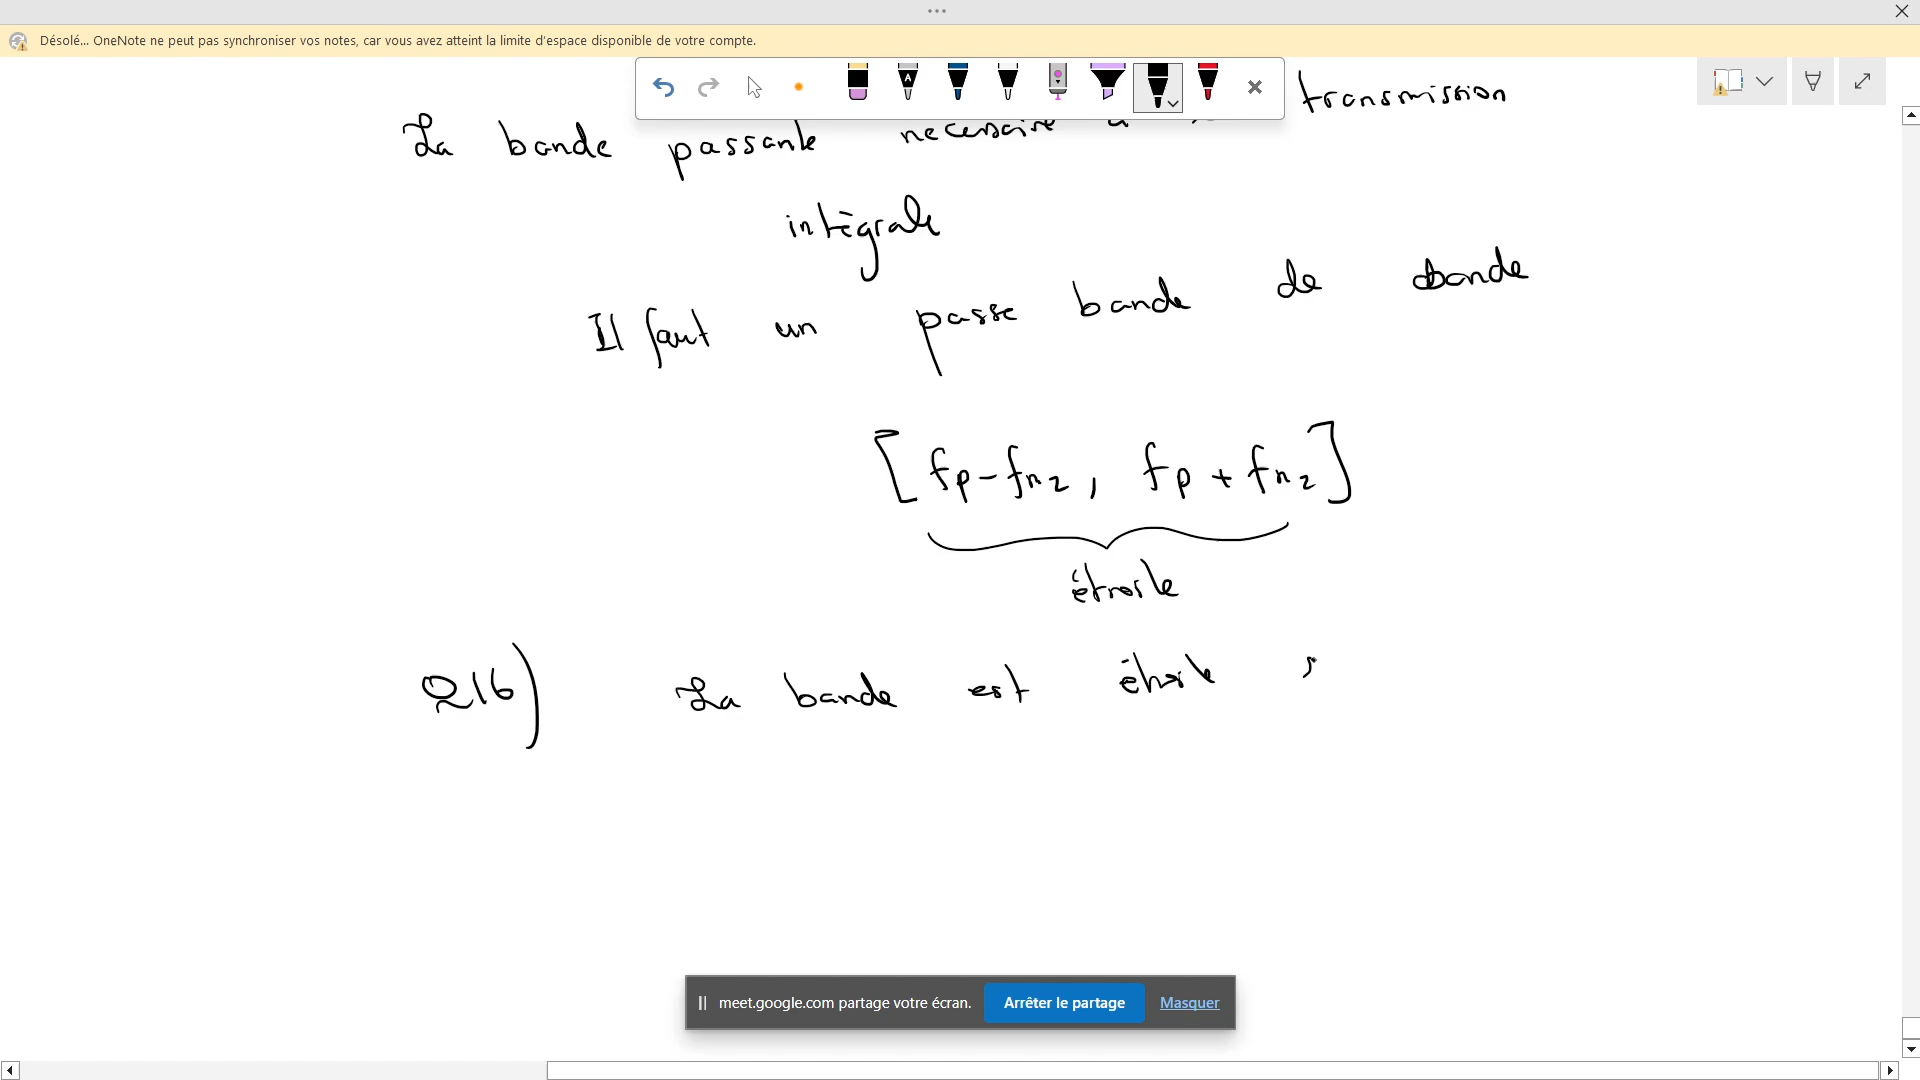 Désolé... OneNote ne peut pas synchroniser vos notes, car vous avez atteint la limite d'espace disponible de votre compte.
La bande passante necessaire à transmission
intégrale
Il faut un passe bande de bande
[fp-fm2, fp+fm2]
étroite
Q16) La bande est étroite s
meet.google.com partage votre écran. Arrêter le partage Masquer